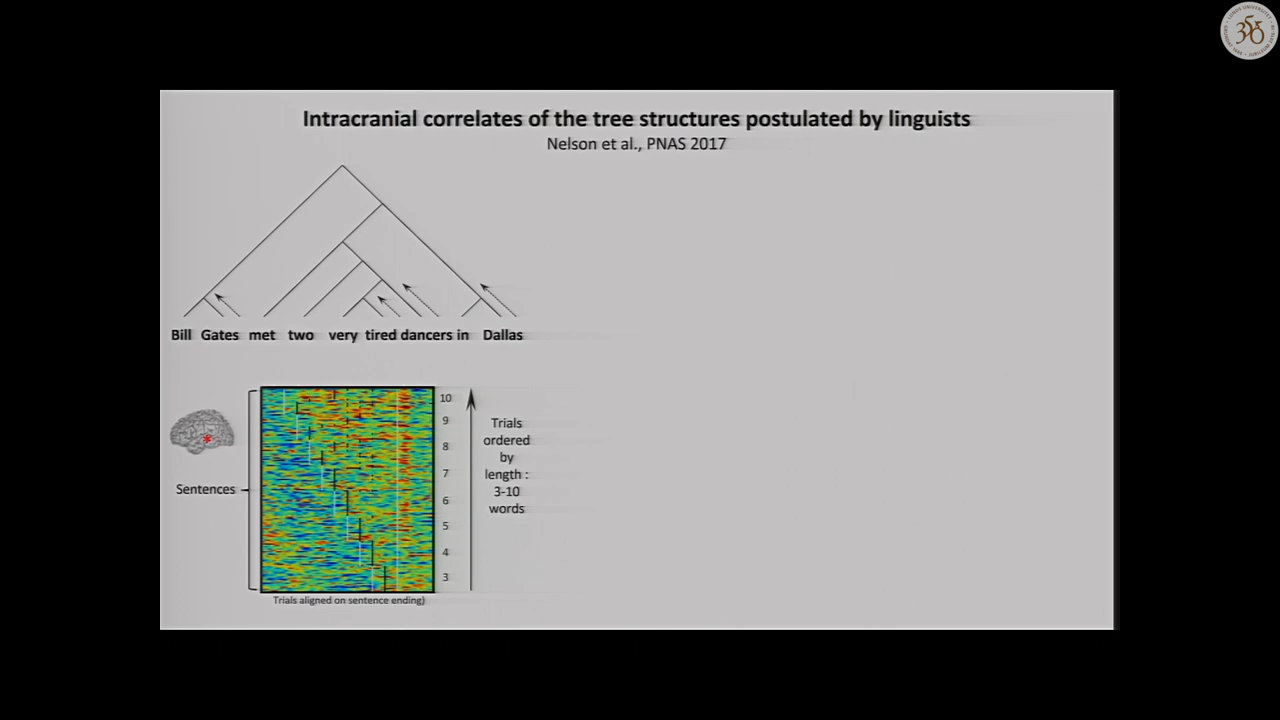 Intracranial correlates of the tree structures postulated by linguists
Nelson et al., PNAS 2017
Bill Gates met two very tired dancers in Dallas
10
9
8
7
6
5
4
3
Sentences
Trials
ordered
by
length :
3-10
words
Trials aligned on sentence ending)